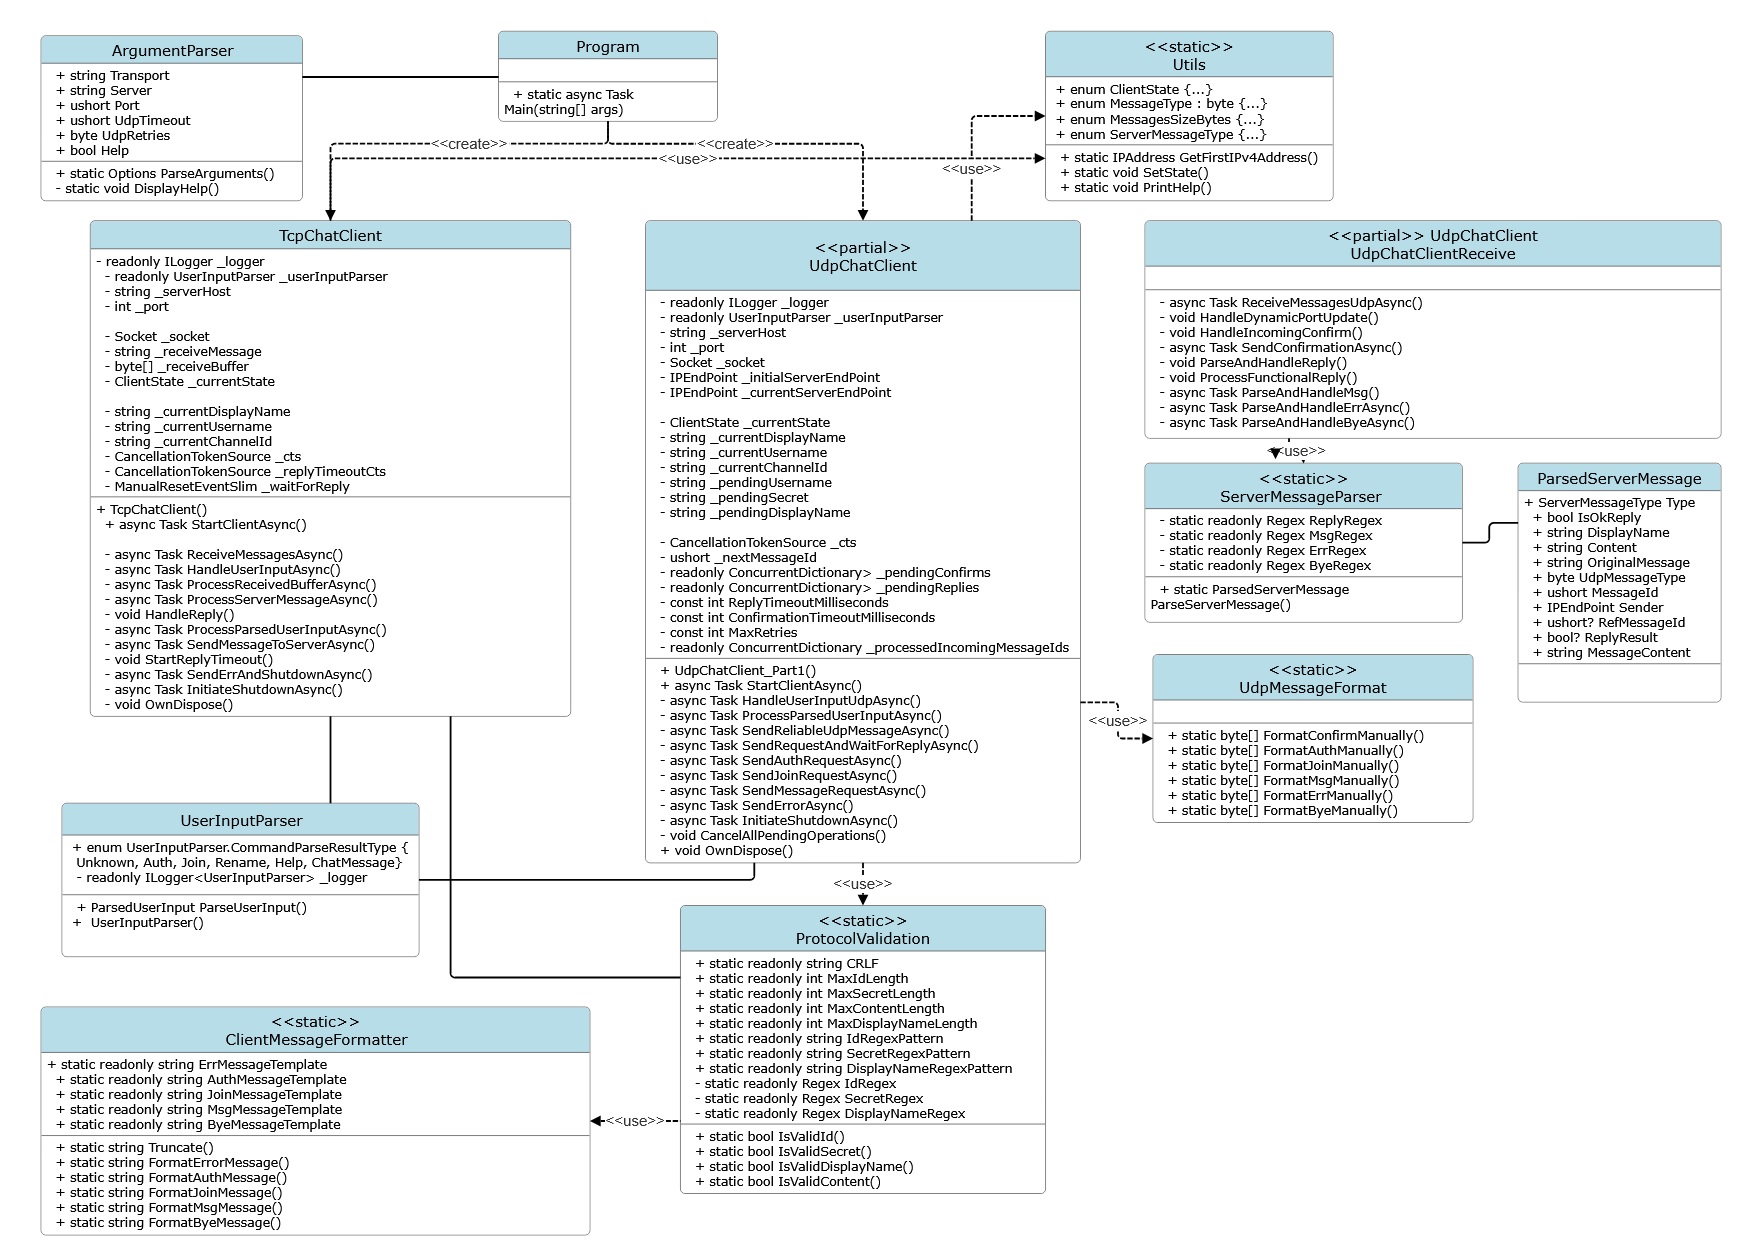 ArgumentParser
+ string Transport
+ string Server
+ ushort Port
+ ushort UdpTimeout
+ byte UdpRetries
+ bool Help
+ static Options ParseArguments()
- static void DisplayHelp()
Program
+ static async Task
Main(string[] args)
<<static>>
Utils
+ enum ClientState {...}
+ enum MessageType : byte {...}
+ enum MessagesSizeBytes {...}
+ enum ServerMessageType {...}
+ static IPAddress GetFirstIPv4Address()
+ static void SetState()
+ static void PrintHelp()
<<create>>
<<create>>
<<use>>
<<use>>
TcpChatClient
- readonly ILogger _logger
- readonly UserInputParser _userInputParser
- string _serverHost
- int _port
- Socket _socket
- string _receiveMessage
- byte[] _receiveBuffer
- ClientState _currentState
- string _currentDisplayName
- string _currentUsername
- string _currentChannelId
- CancellationTokenSource _cts
- CancellationTokenSource _replyTimeoutCts
- ManualResetEventSlim _waitForReply
+ TcpChatClient()
+ async Task StartClientAsync()
- async Task ReceiveMessagesAsync()
- async Task HandleUserInputAsync()
- async Task ProcessReceivedBufferAsync()
- async Task ProcessServerMessageAsync()
- void HandleReply()
- async Task ProcessParsedUserInputAsync()
- async Task SendMessageToServerAsync()
- void StartReplyTimeout()
- async Task SendErrAndShutdownAsync()
- async Task InitiateShutdownAsync()
- void OwnDispose()
<<partial>>
UdpChatClient
- readonly ILogger _logger
- readonly UserInputParser _userInputParser
- string _serverHost
- int _port
- Socket _socket
- IPEndPoint _initialServerEndPoint
- IPEndPoint _currentServerEndPoint
- ClientState _currentState
- string _currentDisplayName
- string _currentUsername
- string _currentChannelId
- string _pendingUsername
- string _pendingSecret
- string _pendingDisplayName
- CancellationTokenSource _cts
- ushort _nextMessageId
- readonly ConcurrentDictionary> _pendingConfirms
- readonly ConcurrentDictionary> _pendingReplies
- const int ReplyTimeoutMilliseconds
- const int ConfirmationTimeoutMilliseconds
- const int MaxRetries
- readonly ConcurrentDictionary _processedIncomingMessageIds
+ UdpChatClient_Part1()
+ async Task StartClientAsync()
- async Task HandleUserInputUdpAsync()
- async Task ProcessParsedUserInputAsync()
- async Task SendReliableUdpMessageAsync()
- async Task SendRequestAndWaitForReplyAsync()
- async Task SendAuthRequestAsync()
- async Task SendJoinRequestAsync()
- async Task SendMessageRequestAsync()
- async Task SendErrorAsync()
- async Task InitiateShutdownAsync()
- void CancelAllPendingOperations()
+ void OwnDispose()
<<partial>> UdpChatClient
UdpChatClientReceive
- async Task ReceiveMessagesUdpAsync()
- void HandleDynamicPortUpdate()
- void HandleIncomingConfirm()
- async Task SendConfirmationAsync()
- void ParseAndHandleReply()
- void ProcessFunctionalReply()
- async Task ParseAndHandleMsg()
- async Task ParseAndHandleErrAsync()
- async Task ParseAndHandleByeAsync()
<<use>>
<<static>>
ServerMessageParser
- static readonly Regex ReplyRegex
- static readonly Regex MsgRegex
- static readonly Regex ErrRegex
- static readonly Regex ByeRegex
+ static ParsedServerMessage
ParseServerMessage()
ParsedServerMessage
+ ServerMessageType Type
+ bool IsOkReply
+ string DisplayName
+ string Content
+ string OriginalMessage
+ byte UdpMessageType
+ ushort MessageId
+ IPEndPoint Sender
+ ushort? RefMessageId
+ bool? ReplyResult
+ string MessageContent
<<use>>
<<static>>
UdpMessageFormat
+ static byte[] FormatConfirmManually()
+ static byte[] FormatAuthManually()
+ static byte[] FormatJoinManually()
+ static byte[] FormatMsgManually()
+ static byte[] FormatErrManually()
+ static byte[] FormatByeManually()
UserInputParser
+ enum UserInputParser.CommandParseResultType {
Unknown, Auth, Join, Rename, Help, ChatMessage}
- readonly ILogger<UserInputParser> _logger
+ ParsedUserInput ParseUserInput()
+ UserInputParser()
<<use>>
<<static>>
ProtocolValidation
+ static readonly string CRLF
+ static readonly int MaxIdLength
+ static readonly int MaxSecretLength
+ static readonly int MaxContentLength
+ static readonly int MaxDisplayNameLength
+ static readonly string IdRegexPattern
+ static readonly string SecretRegexPattern
+ static readonly string DisplayNameRegexPattern
- static readonly Regex IdRegex
- static readonly Regex SecretRegex
- static readonly Regex DisplayNameRegex
+ static bool IsValidId()
+ static bool IsValidSecret()
+ static bool IsValidDisplayName()
+ static bool IsValidContent()
<<use>>
<<static>>
ClientMessageFormatter
+ static readonly string ErrMessageTemplate
+ static readonly string AuthMessageTemplate
+ static readonly string JoinMessageTemplate
+ static readonly string MsgMessageTemplate
+ static readonly string ByeMessageTemplate
+ static string Truncate()
+ static string FormatErrorMessage()
+ static string FormatAuthMessage()
+ static string FormatJoinMessage()
+ static string FormatMsgMessage()
+ static string FormatByeMessage()